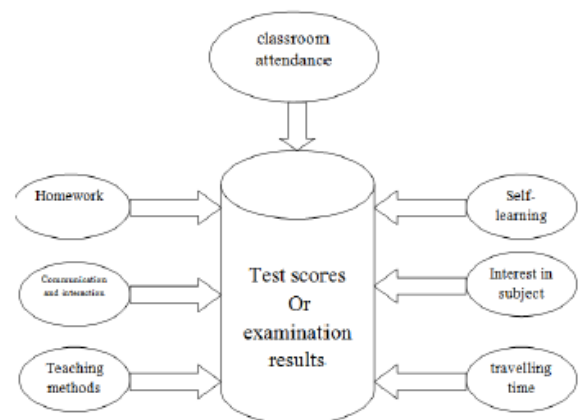 classroom
attendance
Homework
Self-
learning
Communication
and interaction
Test scores
Or
examination
results
Interest in
subject
Teaching
methods
travelling
time